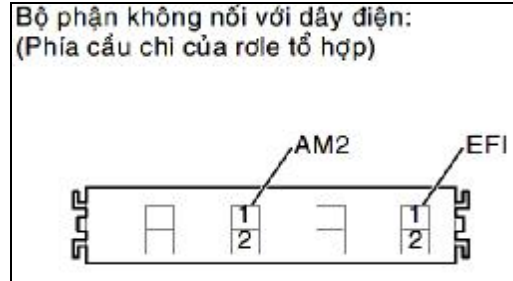 Bộ phận không nối với dây điện:
(Phía cầu chì của rơle tổ hợp)
AM2 EFI
1 1
2 2